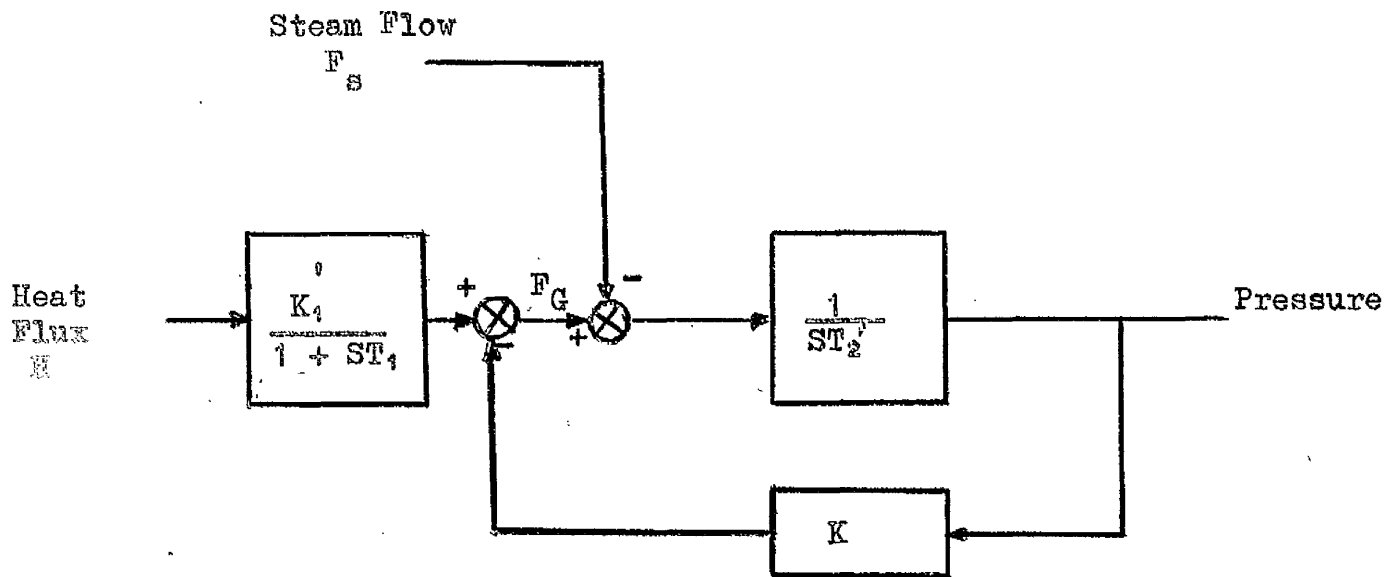 Steam Flow
F_s
Heat
Flux
H
K_1
1 + ST_1
+
-
F_G
+
-
1
ST_2'
Pressure
K